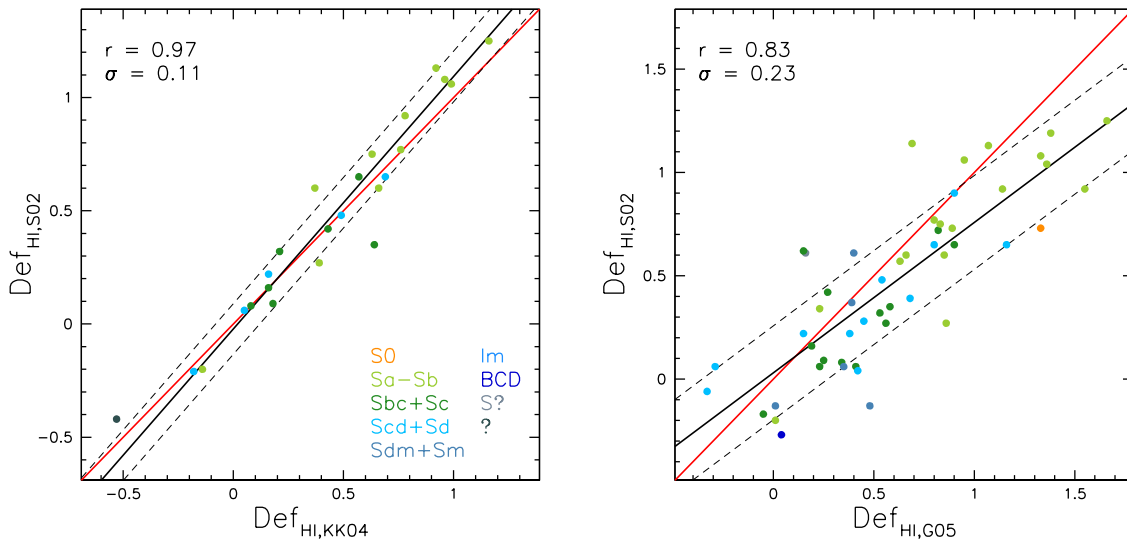 r = 0.97
σ = 0.11
1
0.5
0
−0.5
Def_HI,S02
S0
Sa−Sb
Sbc+Sc
Scd+Sd
Sdm+Sm
Im
BCD
S?
?
−0.5
0
0.5
1
Def_HI,KK04
r = 0.83
σ = 0.23
1.5
1
0.5
0
Def_HI,S02
0
0.5
1
1.5
Def_HI,G05